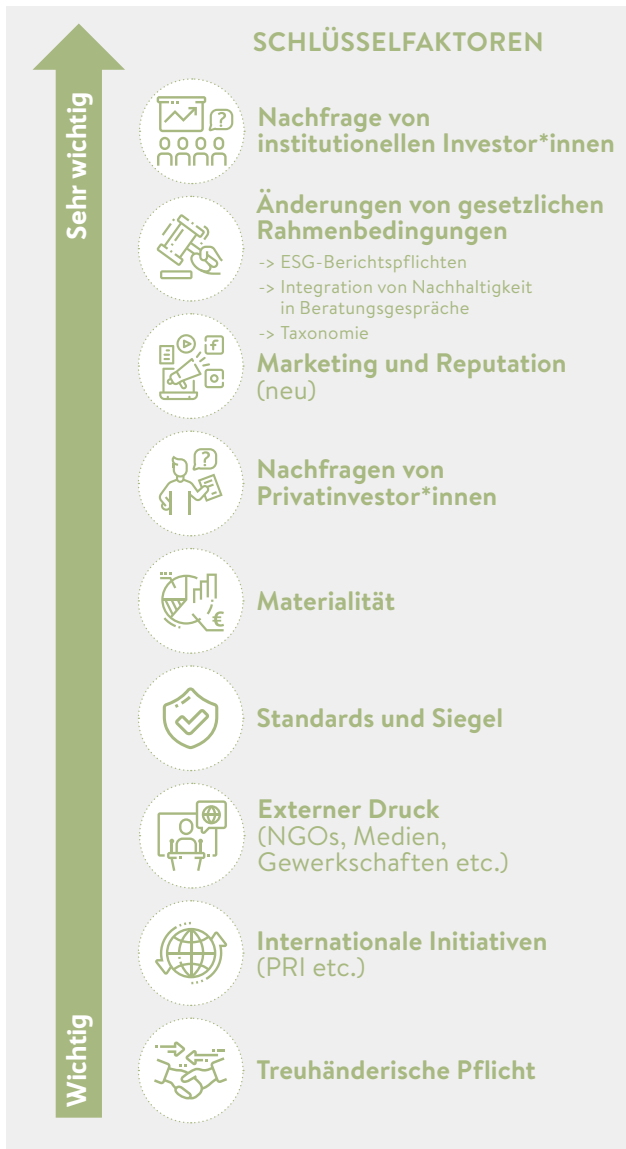 SCHLÜSSELFAKTOREN
Sehr wichtig
Nachfrage von
institutionellen Investor*innen
Änderungen von gesetzlichen
Rahmenbedingungen
-> ESG-Berichtspflichten
-> Integration von Nachhaltigkeit
in Beratungsgespräche
-> Taxonomie
Marketing und Reputation
(neu)
Nachfragen von
Privatinvestor*innen
Materialität
Standards und Siegel
Externer Druck
(NGOs, Medien,
Gewerkschaften etc.)
Internationale Initiativen
(PRI etc.)
Wichtig
Treuhänderische Pflicht